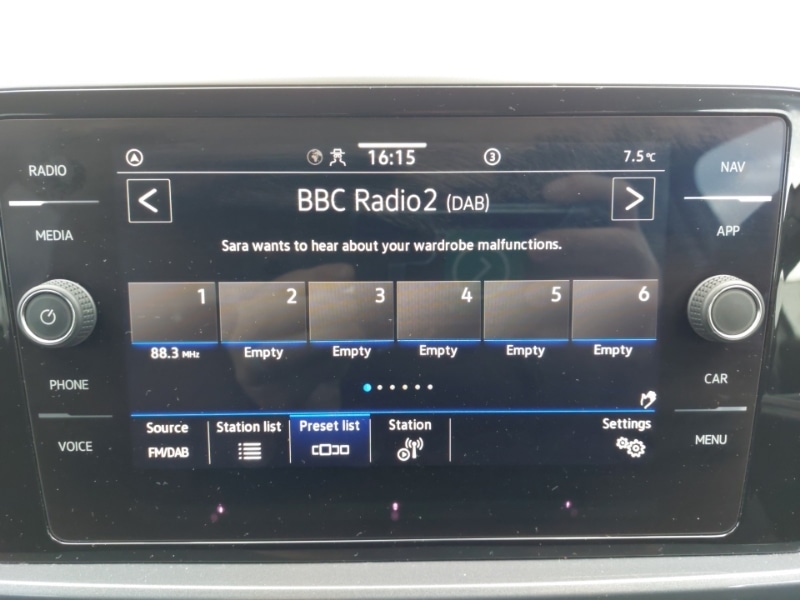 16:15
3
7.5°C
RADIO
NAV
< BBC Radio2 (DAB) >
MEDIA
APP
Sara wants to hear about your wardrobe malfunctions.
1 2 3 4 5 6
88.3 MHz Empty Empty Empty Empty Empty
PHONE
CAR
Source Station list Preset list Station Settings
FM/DAB
VOICE
MENU